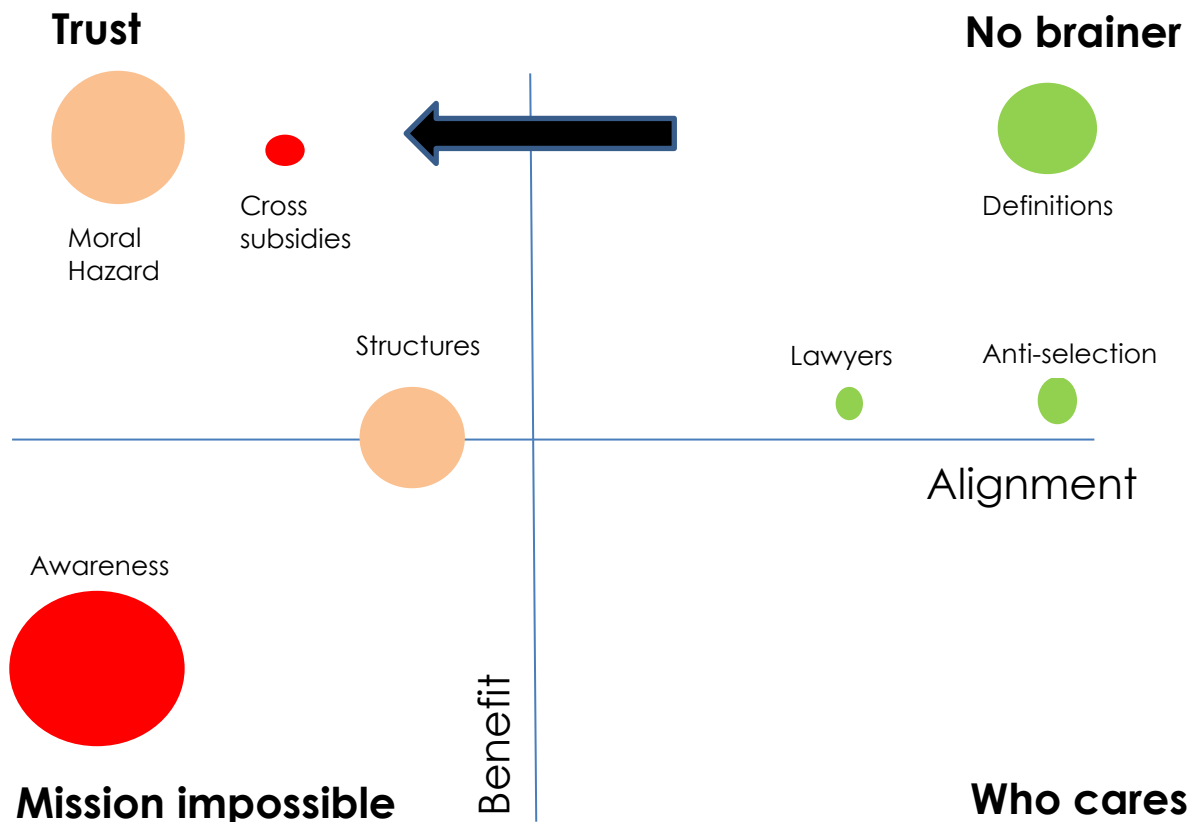 Trust
No brainer
Cross
subsidies
Definitions
Moral
Hazard
Structures
Lawyers
Anti-selection
Alignment
Awareness
Benefit
Mission impossible
Who cares